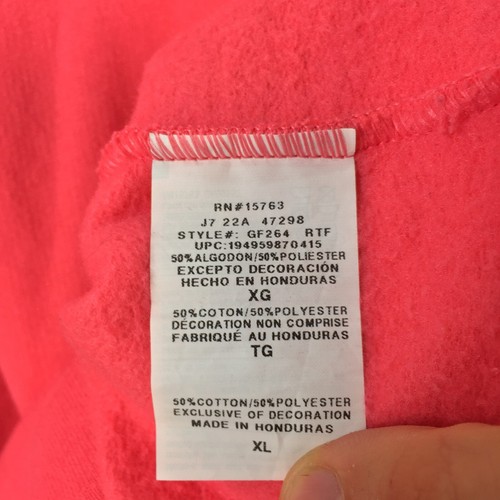 RN#15763
J7 22A 47298
STYLE#: GF264 RTF
UPC:194959870415
50%ALGODON/50%POLIESTER
EXCEPTO DECORACIÓN
HECHO EN HONDURAS
XG
50%COTON/50%POLYESTER
DÉCORATION NON COMPRISE
FABRIQUÉ AU HONDURAS
TG
50%COTTON/50%POLYESTER
EXCLUSIVE OF DECORATION
MADE IN HONDURAS
XL